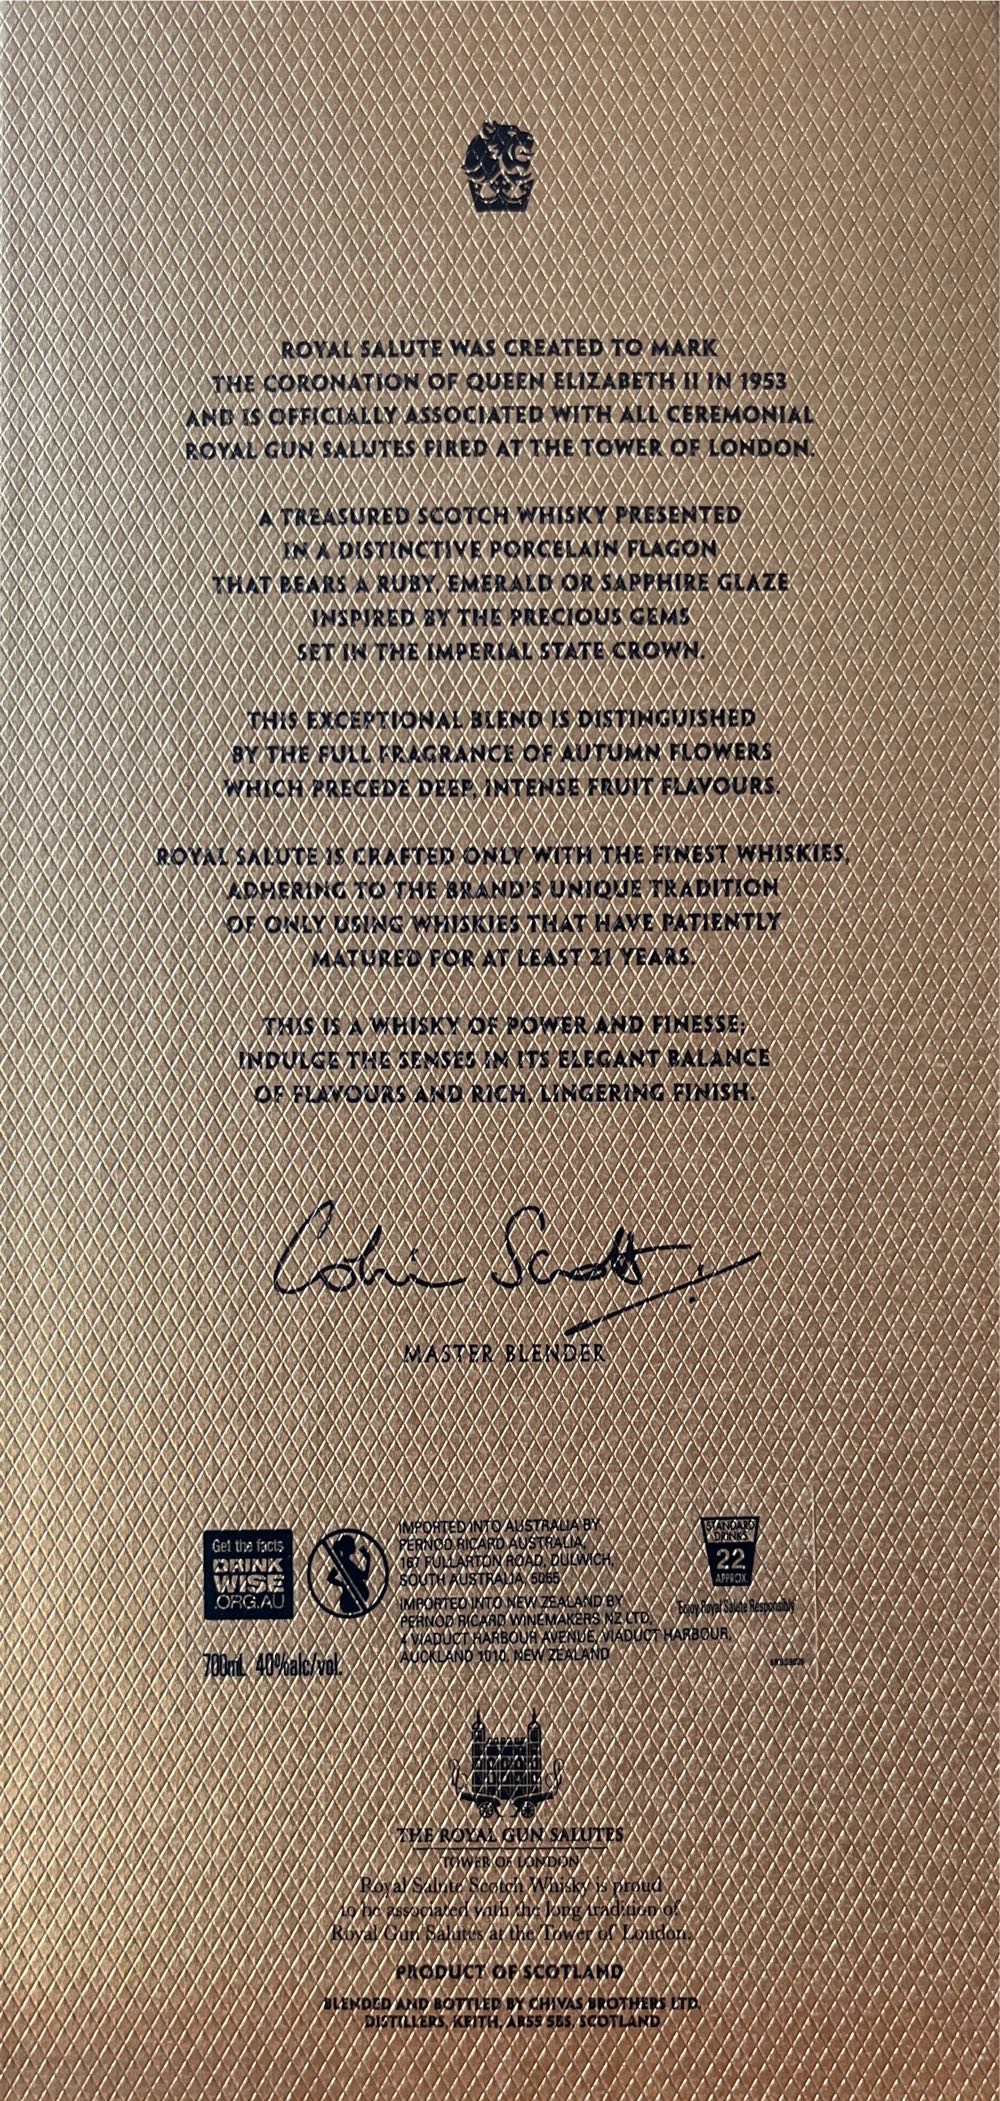 ROYAL SALUTE WAS CREATED TO MARK
THE CORONATION OF QUEEN ELIZABETH II IN 1953
AND IS OFFICIALLY ASSOCIATED WITH ALL CEREMONIAL
ROYAL GUN SALUTES FIRED AT THE TOWER OF LONDON.
A TREASURED SCOTCH WHISKY PRESENTED
IN A DISTINCTIVE PORCELAIN FLAGON
THAT BEARS A RUBY, EMERALD OR SAPPHIRE GLAZE
INSPIRED BY THE PRECIOUS GEMS
SET IN THE IMPERIAL STATE CROWN.
THIS EXCEPTIONAL BLEND IS DISTINGUISHED
BY THE FULL FRAGRANCE OF AUTUMN FLOWERS
WHICH PRECEDE DEEP, INTENSE FRUIT FLAVOURS.
ROYAL SALUTE IS CRAFTED ONLY WITH THE FINEST WHISKIES,
ADHERING TO THE BRAND'S UNIQUE TRADITION
OF ONLY USING WHISKIES THAT HAVE PATIENTLY
MATURED FOR AT LEAST 21 YEARS.
THIS IS A WHISKY OF POWER AND FINESSE;
INDULGE THE SENSES IN ITS ELEGANT BALANCE
OF FLAVOURS AND RICH, LINGERING FINISH.
Colin Scott
MASTER BLENDER
Get the facts
DRINK
WISE
.ORG.AU
700mL 40%alc/vol.
IMPORTED INTO AUSTRALIA BY
PERNOD RICARD AUSTRALIA,
167 FULLARTON ROAD, DULWICH,
SOUTH AUSTRALIA, 5065
IMPORTED INTO NEW ZEALAND BY
PERNOD RICARD WINEMAKERS NZ LTD,
4 VIADUCT HARBOUR AVENUE, VIADUCT HARBOUR,
AUCKLAND 1010, NEW ZEALAND
STANDARD
DRINKS
22
APPROX.
Enjoy Royal Salute Responsibly
THE ROYAL GUN SALUTES
TOWER OF LONDON
Royal Salute Scotch Whisky is proud
to be associated with the long tradition of
Royal Gun Salutes at the Tower of London.
PRODUCT OF SCOTLAND
BLENDED AND BOTTLED BY CHIVAS BROTHERS LTD.
DISTILLERS, KEITH, AB55 5BS, SCOTLAND